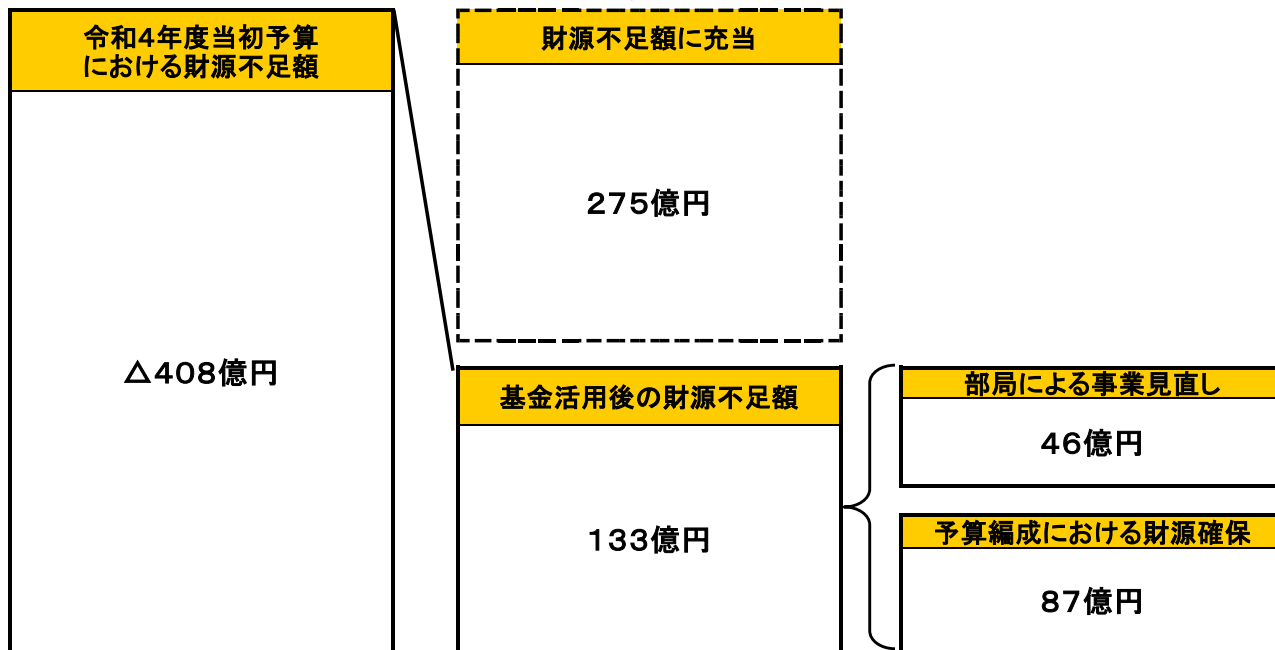 令和4年度当初予算
における財源不足額
△408億円
財源不足額に充当
275億円
基金活用後の財源不足額
133億円
部局による事業見直し
46億円
予算編成における財源確保
87億円